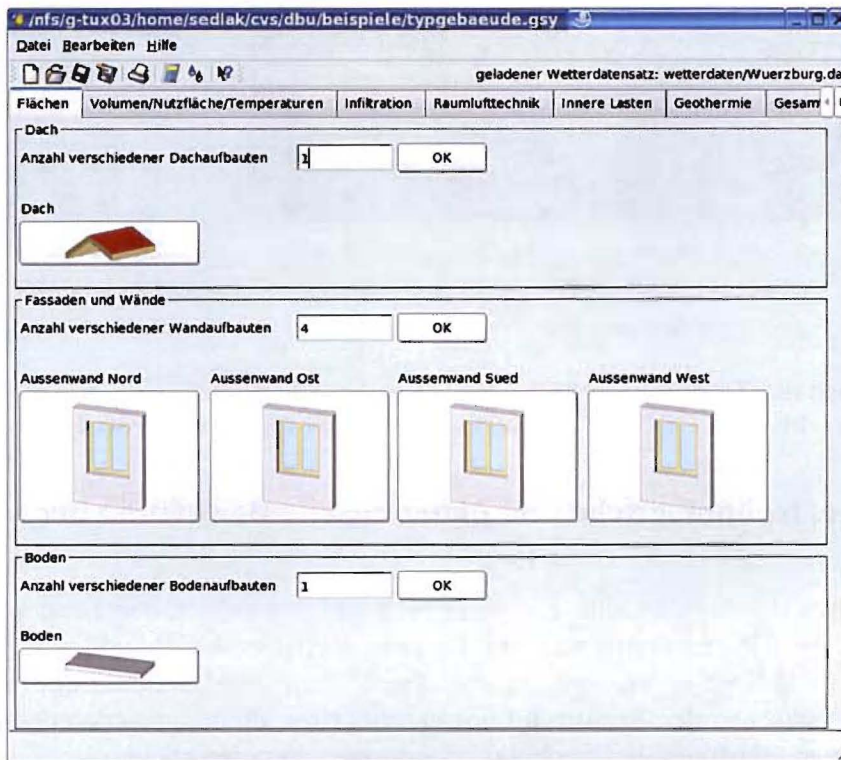 /nfs/g-tux03/home/sedlak/cvs/dbu/beispiele/typgebaeude.gsy
Datei Bearbeiten Hilfe
geladener Wetterdatensatz: wetterdaten/Wuerzburg.da
Flächen Volumen/Nutzfläche/Temperaturen Infiltration Raumlufttechnik Innere Lasten Geothermie Gesam
Dach
Anzahl verschiedener Dachaufbauten 1 OK
Dach
Fassaden und Wände
Anzahl verschiedener Wandaufbauten 4 OK
Aussenwand Nord Aussenwand Ost Aussenwand Sued Aussenwand West
Boden
Anzahl verschiedener Bodenaufbauten 1 OK
Boden